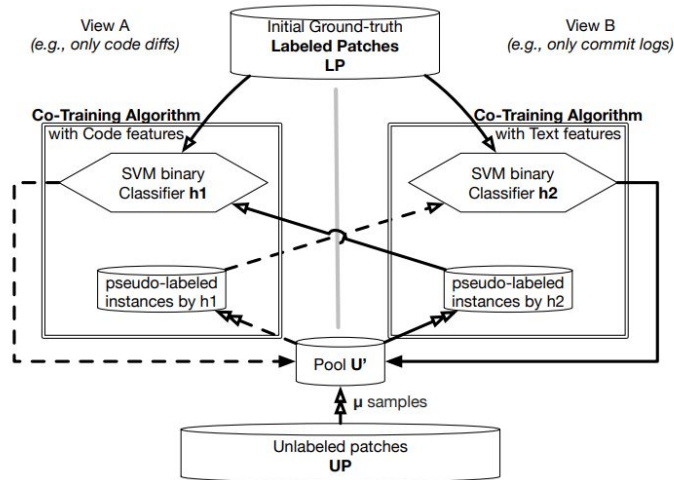 View A
(e.g., only code diffs)
Initial Ground-truth
Labeled Patches
LP
View B
(e.g., only commit logs)
Co-Training Algorithm
with Code features
Co-Training Algorithm
with Text features
SVM binary
Classifier h1
SVM binary
Classifier h2
pseudo-labeled
instances by h1
pseudo-labeled
instances by h2
Pool U'
μ samples
Unlabeled patches
UP